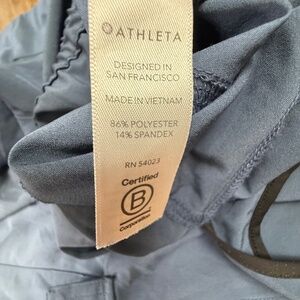 ATHLETA
DESIGNED IN
SAN FRANCISCO
MADE IN VIETNAM
86% POLYESTER
14% SPANDEX
RN 54023
Certified
B
Corporation